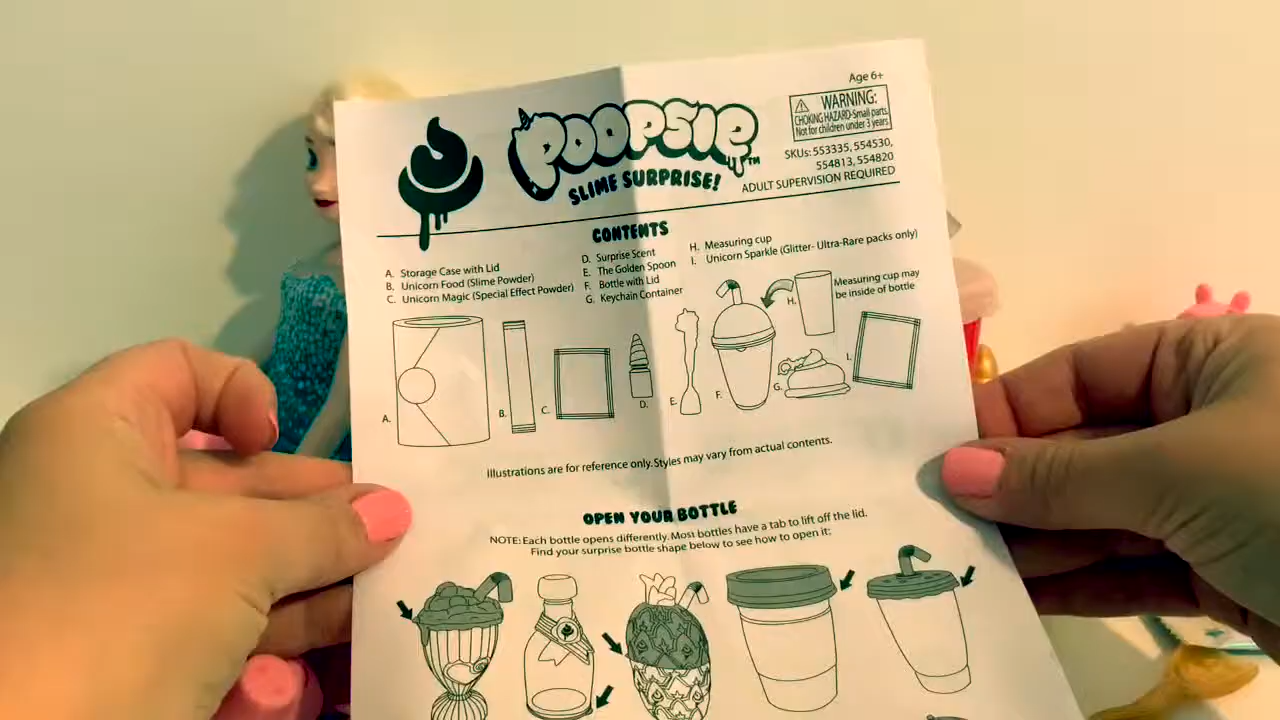 Age 6+
POOPSIE™
SLIME SURPRISE!
WARNING:
CHOKING HAZARD-Small parts.
Not for children under 3 years.
SKUs: 553335, 554530,
554813, 554820
ADULT SUPERVISION REQUIRED
CONTENTS
A. Storage Case with Lid
B. Unicorn Food (Slime Powder)
C. Unicorn Magic (Special Effect Powder)
D. Surprise Scent
E. The Golden Spoon
F. Bottle with Lid
G. Keychain Container
H. Measuring cup
I. Unicorn Sparkle (Glitter- Ultra-Rare packs only)
Measuring cup may
be inside of bottle
A.
B.
C.
D.
E.
F.
G.
H.
I.
Illustrations are for reference only. Styles may vary from actual contents.
OPEN YOUR BOTTLE
NOTE: Each bottle opens differently. Most bottles have a tab to lift off the lid.
Find your surprise bottle shape below to see how to open it: